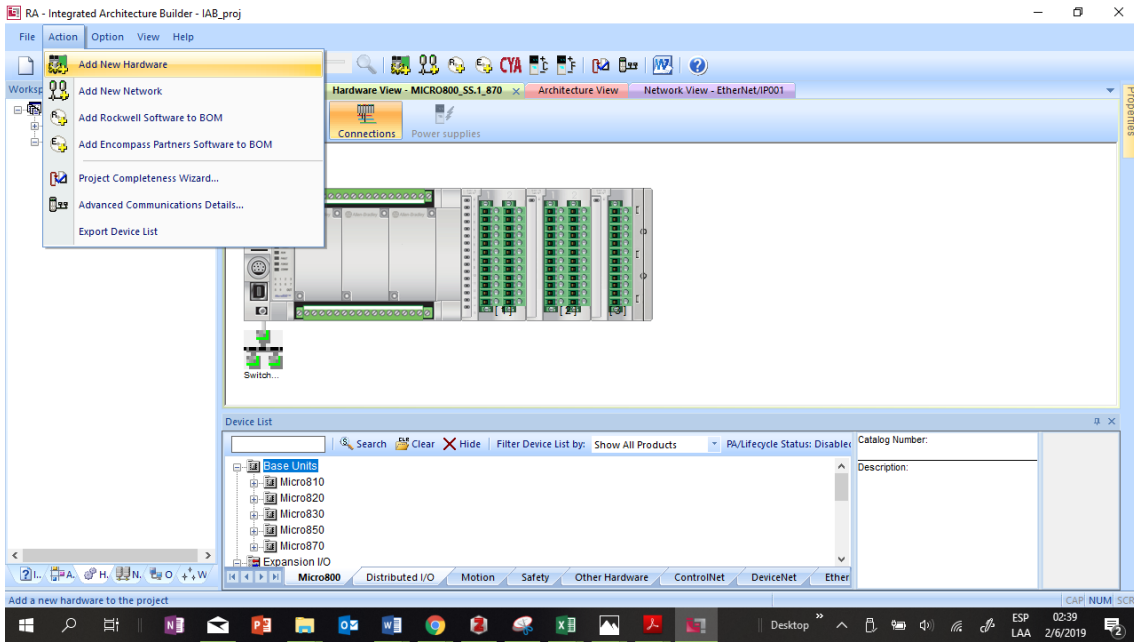 RA - Integrated Architecture Builder - IAB_proj
File Action Option View Help
Add New Hardware
Add New Network
Add Rockwell Software to BOM
Add Encompass Partners Software to BOM
Project Completeness Wizard...
Advanced Communications Details...
Export Device List
Worksp
Hardware View - MICRO800_SS.1_870 Architecture View Network View - EtherNet/IP001
Properties
Connections Power supplies
[1] [2] [3]
Switch...
Device List
Search Clear Hide Filter Device List by: Show All Products PA/Lifecycle Status: Disabled
Catalog Number:
Description:
Base Units
Micro810
Micro820
Micro830
Micro850
Micro870
Expansion I/O
I.. A. H. N. O W
Micro800 Distributed I/O Motion Safety Other Hardware ControlNet DeviceNet Ether
Add a new hardware to the project
CAP NUM SCR
Desktop
ESP
LAA
02:39
2/6/2019